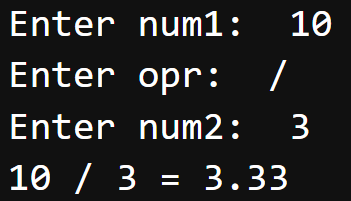 Enter num1:  10
Enter opr:  /
Enter num2:  3
10 / 3 = 3.33